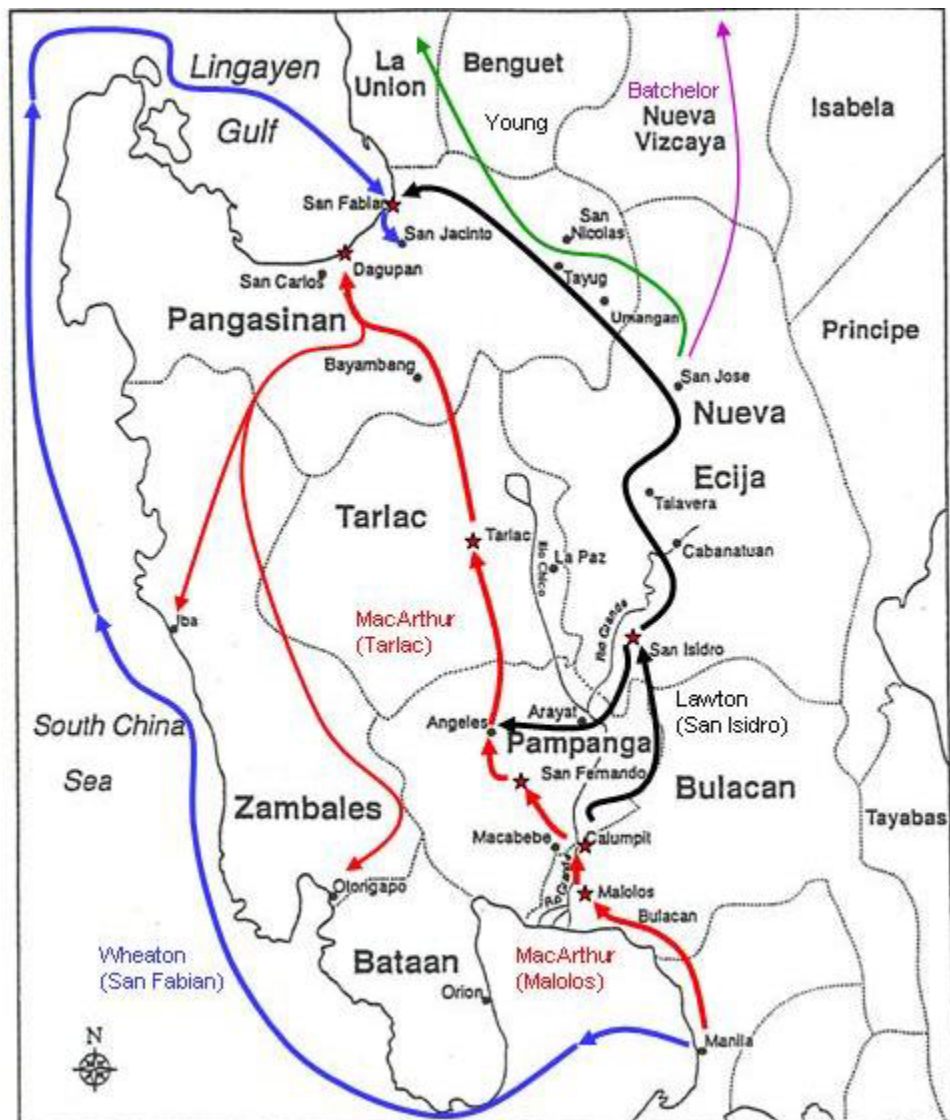 Lingayen
Gulf
La
Union
Benguet
Young
Batchelor
Nueva
Vizcaya
Isabela
San Fabian
San Jacinto
San
Nicolas
Dagupan
San Carlos
Tayug
Umangan
Pangasinan
Principe
Bayambang
San Jose
Nueva
Ecija
Talavera
Tarlac
Tarlac
Cabanatuan
Rio Chico
La Paz
Rio Grande
Iba
MacArthur
(Tarlac)
San Isidro
Lawton
(San Isidro)
South China
Sea
Angeles
Arayat
Pampanga
San Fernando
Bulacan
Zambales
Macabebe
Calumpit
Tayabas
Rio Grande
Olongapo
Malolos
Bulacan
Wheaton
(San Fabian)
Bataan
MacArthur
(Malolos)
Orion
N
Manila